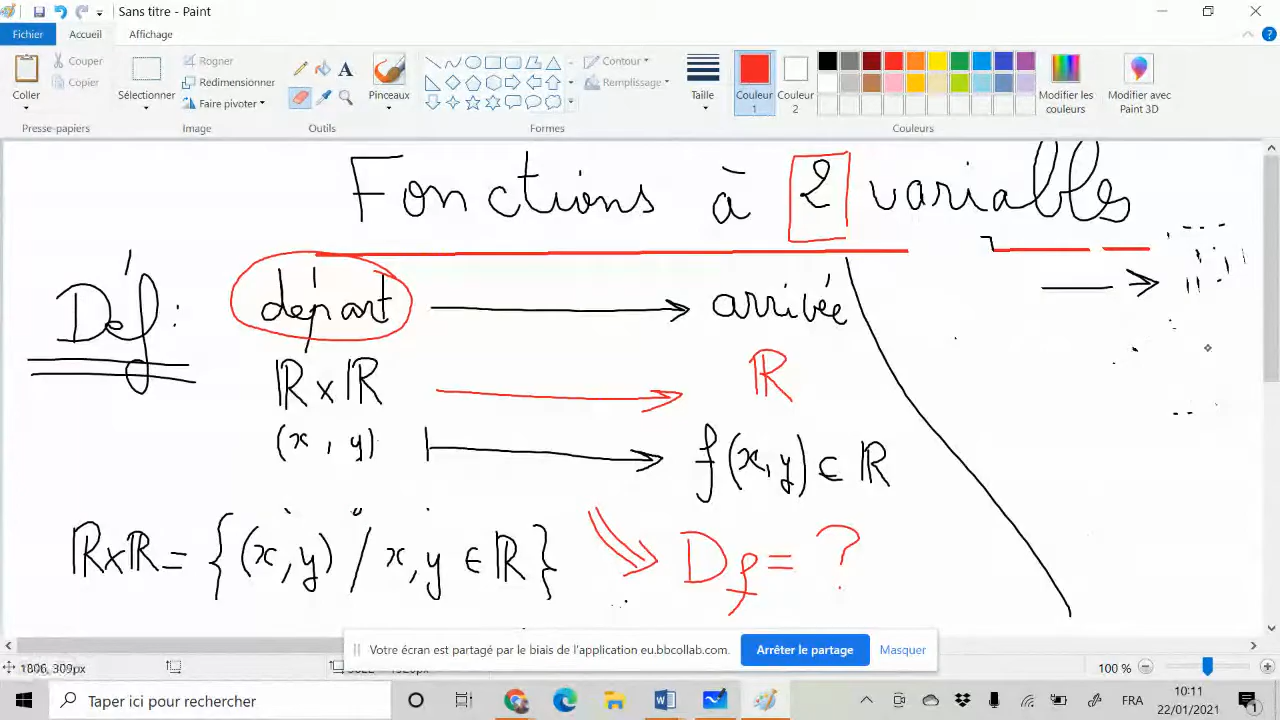 Sans titre - Paint
Fichier Accueil Affichage
Coller Couper Copier Presse-papiers
Sélectionner Rogner Redimensionner Faire pivoter Image
Outils
Pinceaux
Contour Remplissage Formes
Taille
Couleur 1 Couleur 2 Couleurs
Modifier les couleurs
Modifier avec Paint 3D
Fonctions à 2 variables
Déf : départ → arrivée
ℝ×ℝ → ℝ
(x, y) ↦ f(x,y) ∈ ℝ
ℝ×ℝ = {(x,y) / x,y ∈ ℝ} ⇒ Df = ?
Votre écran est partagé par le biais de l'application eu.bbcollab.com. Arrêter le partage Masquer
1806, 309px 100 %
Taper ici pour rechercher FRA 10:11
22/01/2021